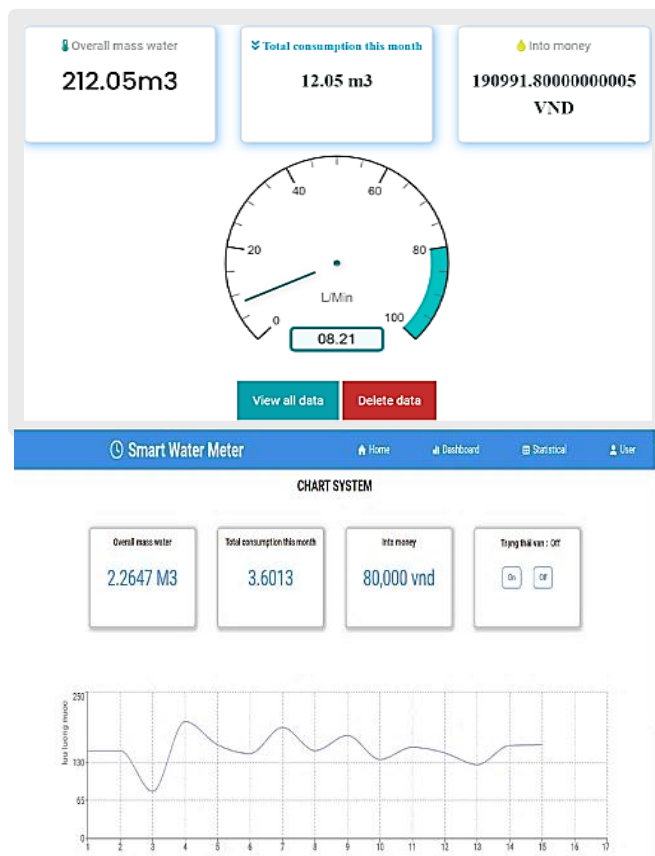 Overall mass water
212.05m3
Total consumption this month
12.05 m3
Into money
190991.80000000005
VND
40
60
20
80
L/Min
0
100
08.21
View all data
Delete data
Smart Water Meter
Home
Dashboard
Statistical
User
CHART SYSTEM
Overall mass water
2.2647 M3
Total consumption this month
3.6013
Into money
80,000 vnd
Trạng thái van : Off
On
Off
250
130
65
0
lưu lượng nước
1 2 3 4 5 6 7 8 9 10 11 12 13 14 15 16 17